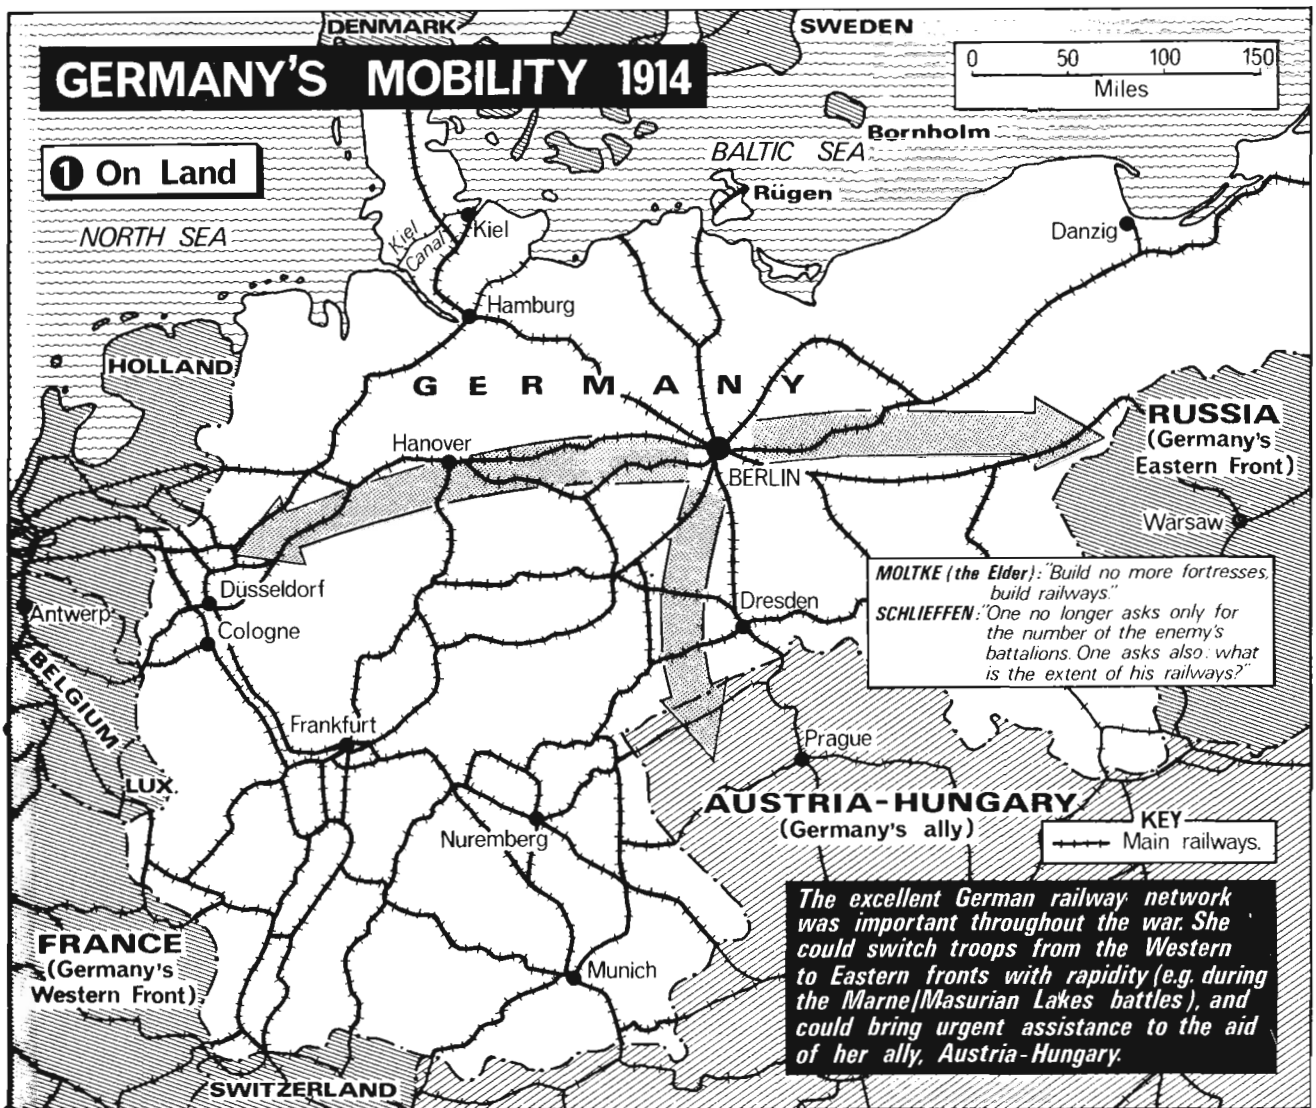 DENMARK
SWEDEN
GERMANY'S MOBILITY 1914
0 50 100 150
Miles
Bornholm
BALTIC SEA
1 On Land
Rügen
NORTH SEA
Kiel
Kiel
Canal
Danzig
Hamburg
HOLLAND
GERMANY
RUSSIA
(Germany's
Eastern Front)
Hanover
BERLIN
Warsaw
MOLTKE (the Elder): "Build no more fortresses,
build railways."
SCHLIEFFEN: "One no longer asks only for
the number of the enemy's
battalions. One asks also: what
is the extent of his railways?"
Düsseldorf
Dresden
Antwerp
Cologne
BELGIUM
Frankfurt
Prague
LUX.
AUSTRIA-HUNGARY
(Germany's ally)
KEY
Main railways.
Nuremberg
The excellent German railway network
was important throughout the war. She
could switch troops from the Western
to Eastern fronts with rapidity (e.g. during
the Marne/Masurian Lakes battles), and
could bring urgent assistance to the aid
of her ally, Austria-Hungary.
FRANCE
(Germany's
Western Front)
Munich
SWITZERLAND